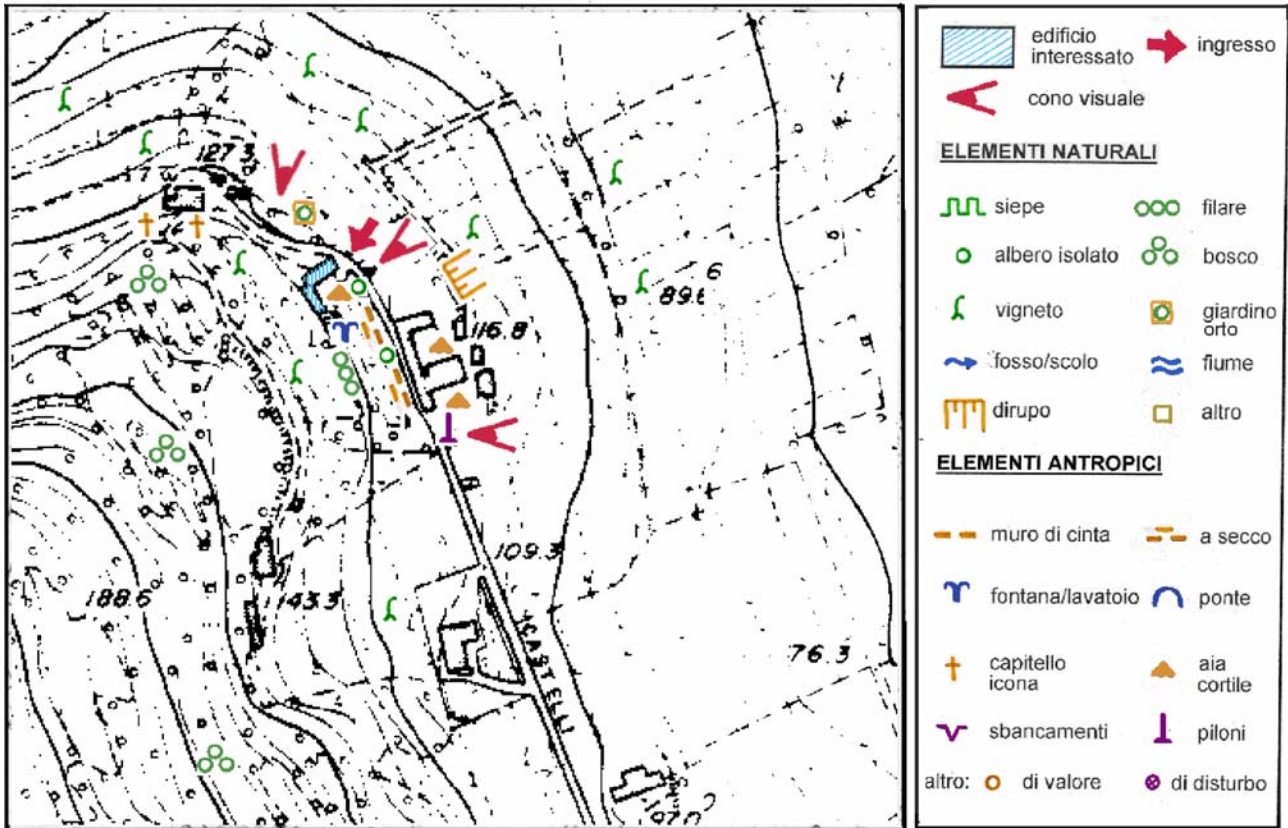 127.3
6
89.6
116.8
109.3
188.6
143.3
CASTELLI
76.3
edificio
interessato
ingresso
cono visuale
ELEMENTI NATURALI
siepe
filare
albero isolato
bosco
vigneto
giardino
orto
fosso/scolo
fiume
dirupo
altro
ELEMENTI ANTROPICI
muro di cinta
a secco
fontana/lavatoio
ponte
capitello
icona
aia
cortile
sbancamenti
piloni
altro:
di valore
di disturbo